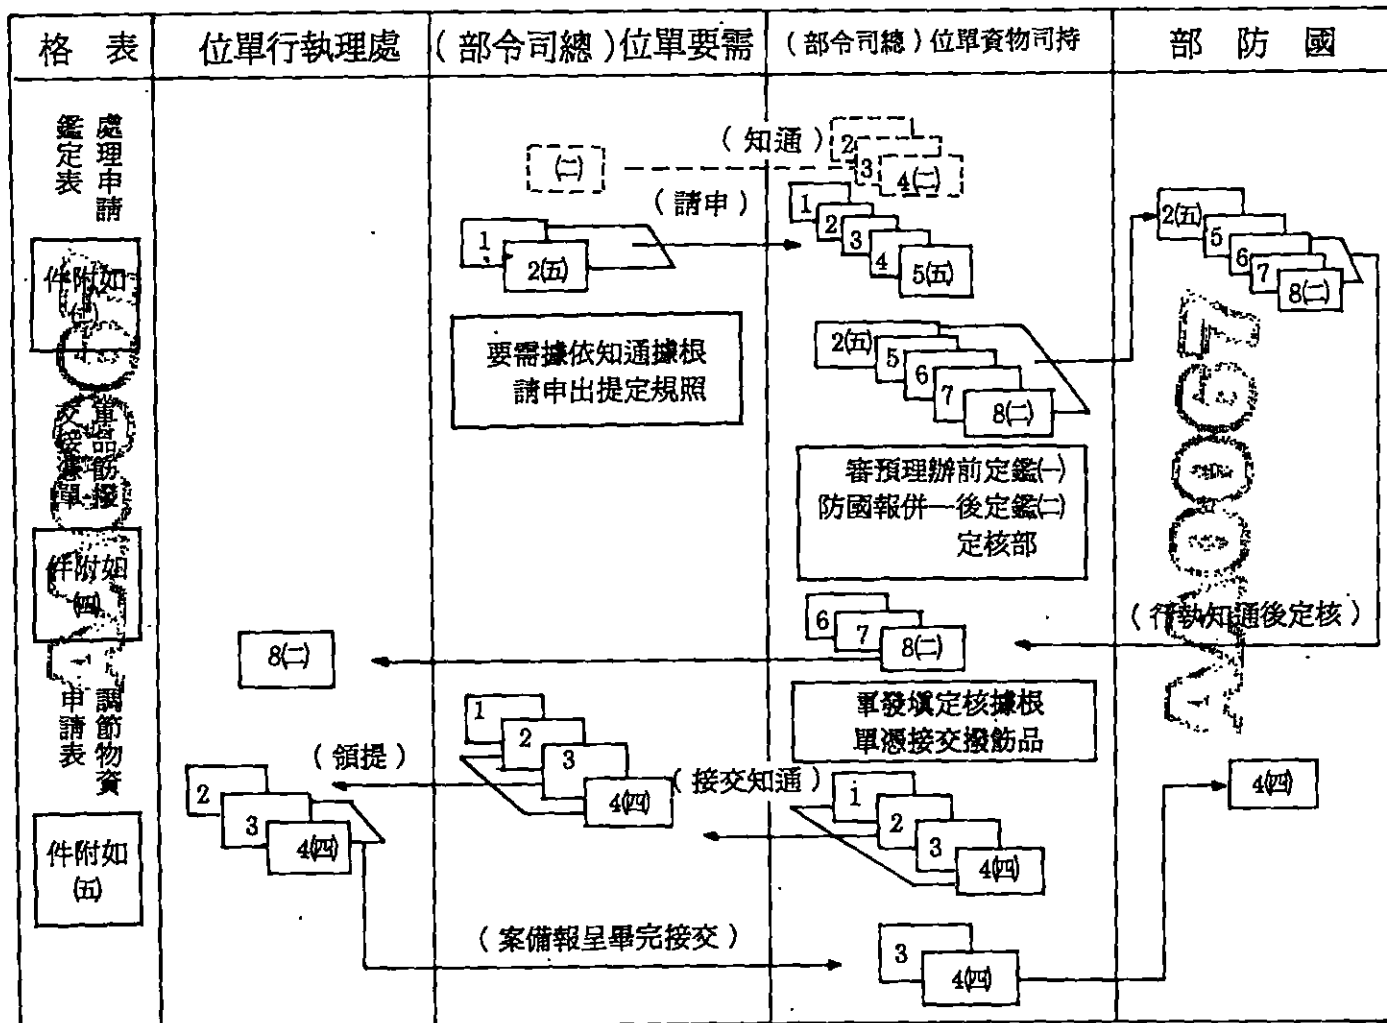 國防部
持司物資單位(總司令部)
需要單位(總司令部)
處理執行單位
表格
處理申請
鑑定表
如附件
軍品飭撥
交接憑單
如附件
(四)
調節物資
申請表
如附件
(五)
(二)
(通知)
2
3
4(二)
(申請)
1
2(五)
1
2
3
4
5(五)
2(五)
5
6
7
8(二)
根據通知依據需要
照規定提出申請
2(五)
5
6
7
8(二)
(一)鑑定前辦理預審
(二)鑑定後一併報國防
部核定
(核定後通知執行)
6
7
8(二)
8(二)
根據核定填發軍
品飭撥交接憑單
1
2
3
4(四)
(提領)
(通知交接)
1
2
3
4(四)
2
3
4(四)
4(四)
(交接完畢呈報備案)
3
4(四)